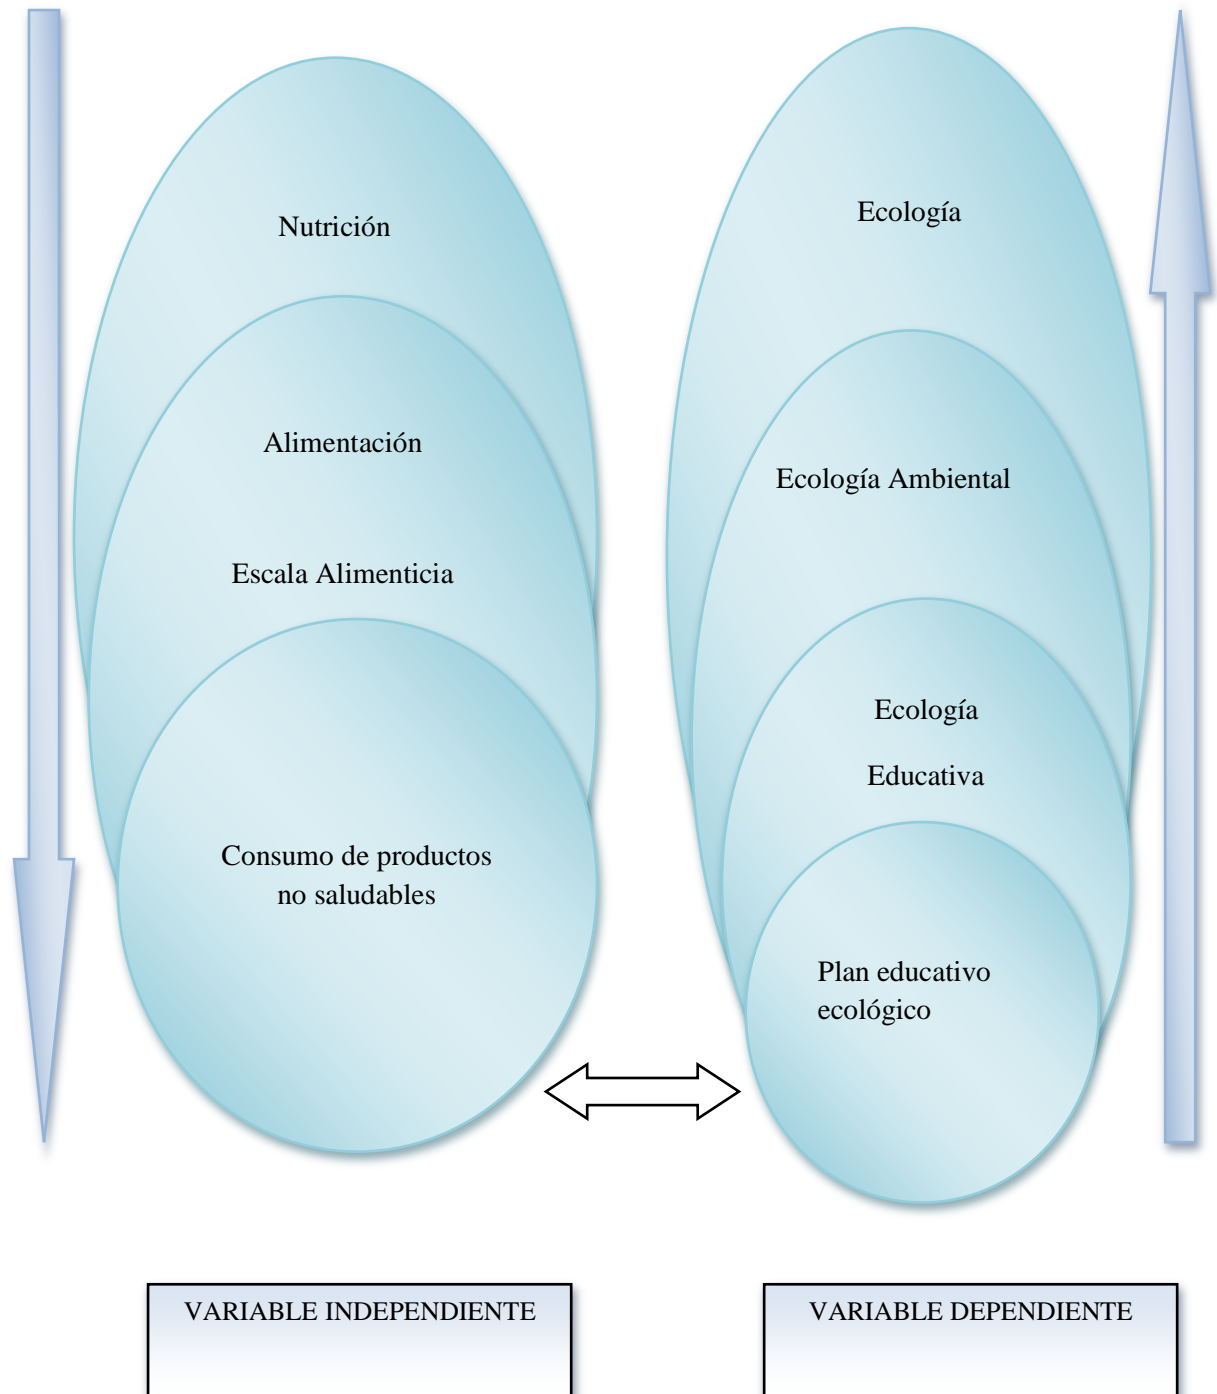 Nutrición
Alimentación
Escala Alimenticia
Consumo de productos
no saludables
Ecología
Ecología Ambiental
Ecología
Educativa
Plan educativo
ecológico
VARIABLE INDEPENDIENTE
VARIABLE DEPENDIENTE